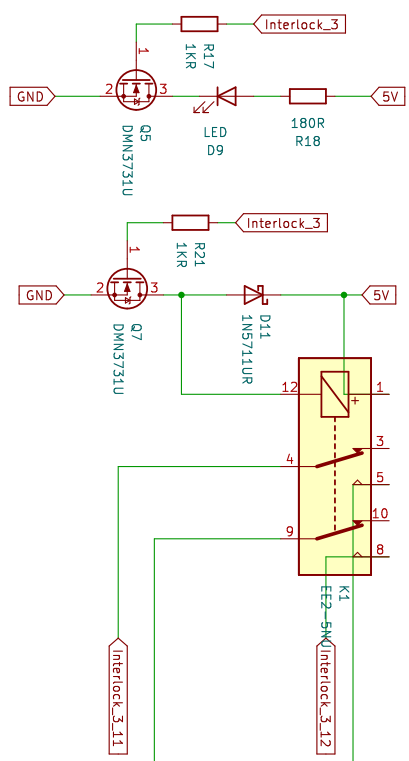 Interlock_3
R17
1KR
1
GND
2
3
5V
Q5
DMN3731U
LED
D9
180R
R18
Interlock_3
R21
1KR
1
GND
2
3
5V
Q7
DMN3731U
D11
1N5711UR
12
1
+
3
4
5
10
9
8
K1
EE2-5NU
Interlock_3_11
Interlock_3_12